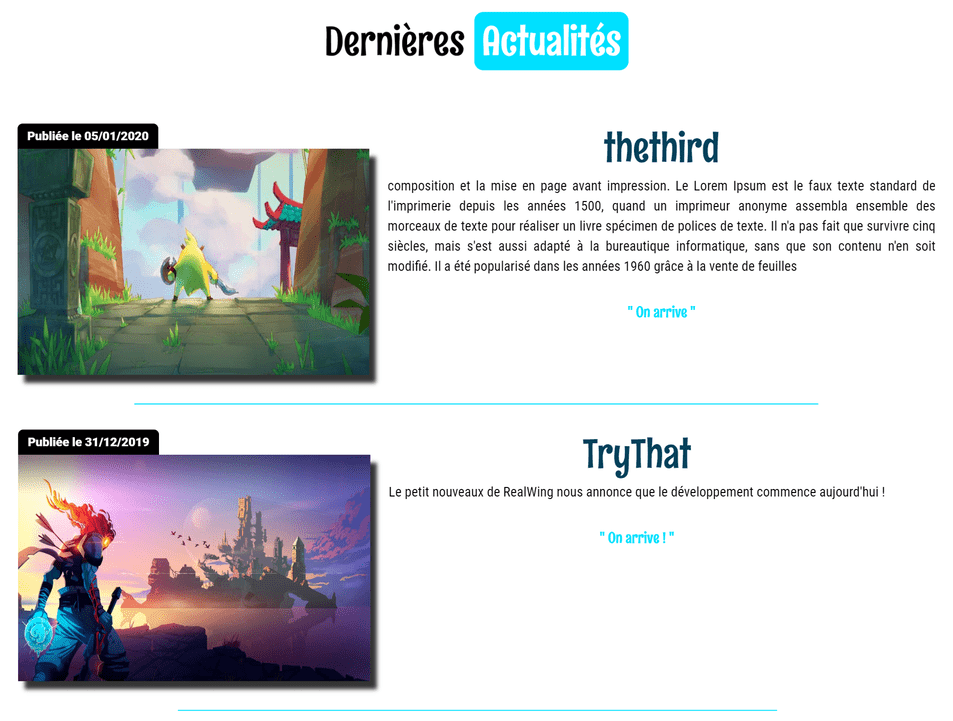 Dernières Actualités
Publiée le 05/01/2020
thethird
composition et la mise en page avant impression. Le Lorem Ipsum est le faux texte standard de
l'imprimerie depuis les années 1500, quand un imprimeur anonyme assembla ensemble des
morceaux de texte pour réaliser un livre spécimen de polices de texte. Il n'a pas fait que survivre cinq
siècles, mais s'est aussi adapté à la bureautique informatique, sans que son contenu n'en soit
modifié. Il a été popularisé dans les années 1960 grâce à la vente de feuilles
" On arrive "
Publiée le 31/12/2019
TryThat
Le petit nouveaux de RealWing nous annonce que le développement commence aujourd'hui !
" On arrive ! "